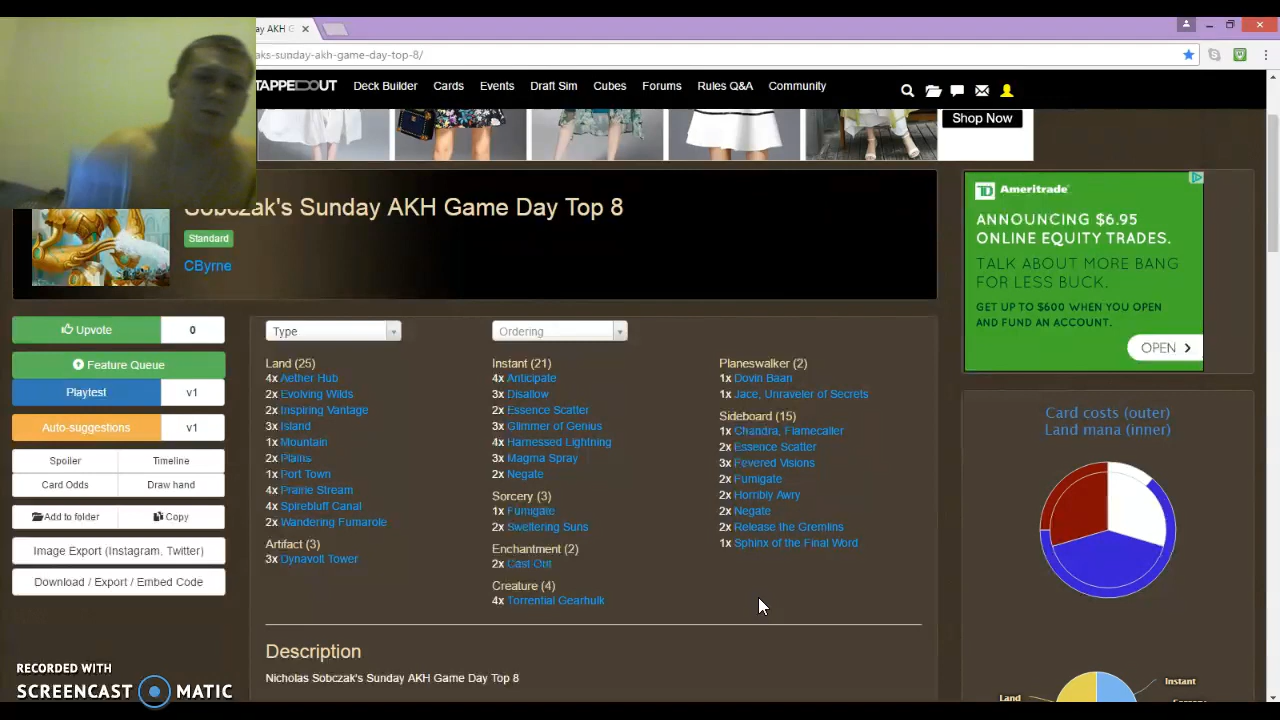 ay AKH G
aks-sunday-akh-game-day-top-8/
TAPPEDOUT Deck Builder Cards Events Draft Sim Cubes Forums Rules Q&A Community
Shop Now
Sobczak's Sunday AKH Game Day Top 8
Standard
CByrne
Ameritrade
ANNOUNCING $6.95
ONLINE EQUITY TRADES.
TALK ABOUT MORE BANG
FOR LESS BUCK.
GET UP TO $600 WHEN YOU OPEN
AND FUND AN ACCOUNT.
OPEN
Upvote 0
Feature Queue
Playtest v1
Auto-suggestions v1
Spoiler Timeline
Card Odds Draw hand
Add to folder Copy
Image Export (Instagram, Twitter)
Download / Export / Embed Code
Type
Ordering
Land (25)
4x Aether Hub
2x Evolving Wilds
2x Inspiring Vantage
3x Island
1x Mountain
2x Plains
1x Port Town
4x Prairie Stream
4x Spirebluff Canal
2x Wandering Fumarole
Artifact (3)
3x Dynavolt Tower
Instant (21)
4x Anticipate
3x Disallow
2x Essence Scatter
3x Glimmer of Genius
4x Harnessed Lightning
3x Magma Spray
2x Negate
Sorcery (3)
1x Fumigate
2x Sweltering Suns
Enchantment (2)
2x Cast Out
Creature (4)
4x Torrential Gearhulk
Planeswalker (2)
1x Dovin Baan
1x Jace, Unraveler of Secrets
Sideboard (15)
1x Chandra, Flamecaller
2x Essence Scatter
3x Fevered Visions
2x Fumigate
2x Horribly Awry
2x Negate
2x Release the Gremlins
1x Sphinx of the Final Word
Card costs (outer)
Land mana (inner)
Instant
Land
Description
Nicholas Sobczak's Sunday AKH Game Day Top 8
RECORDED WITH
SCREENCAST MATIC